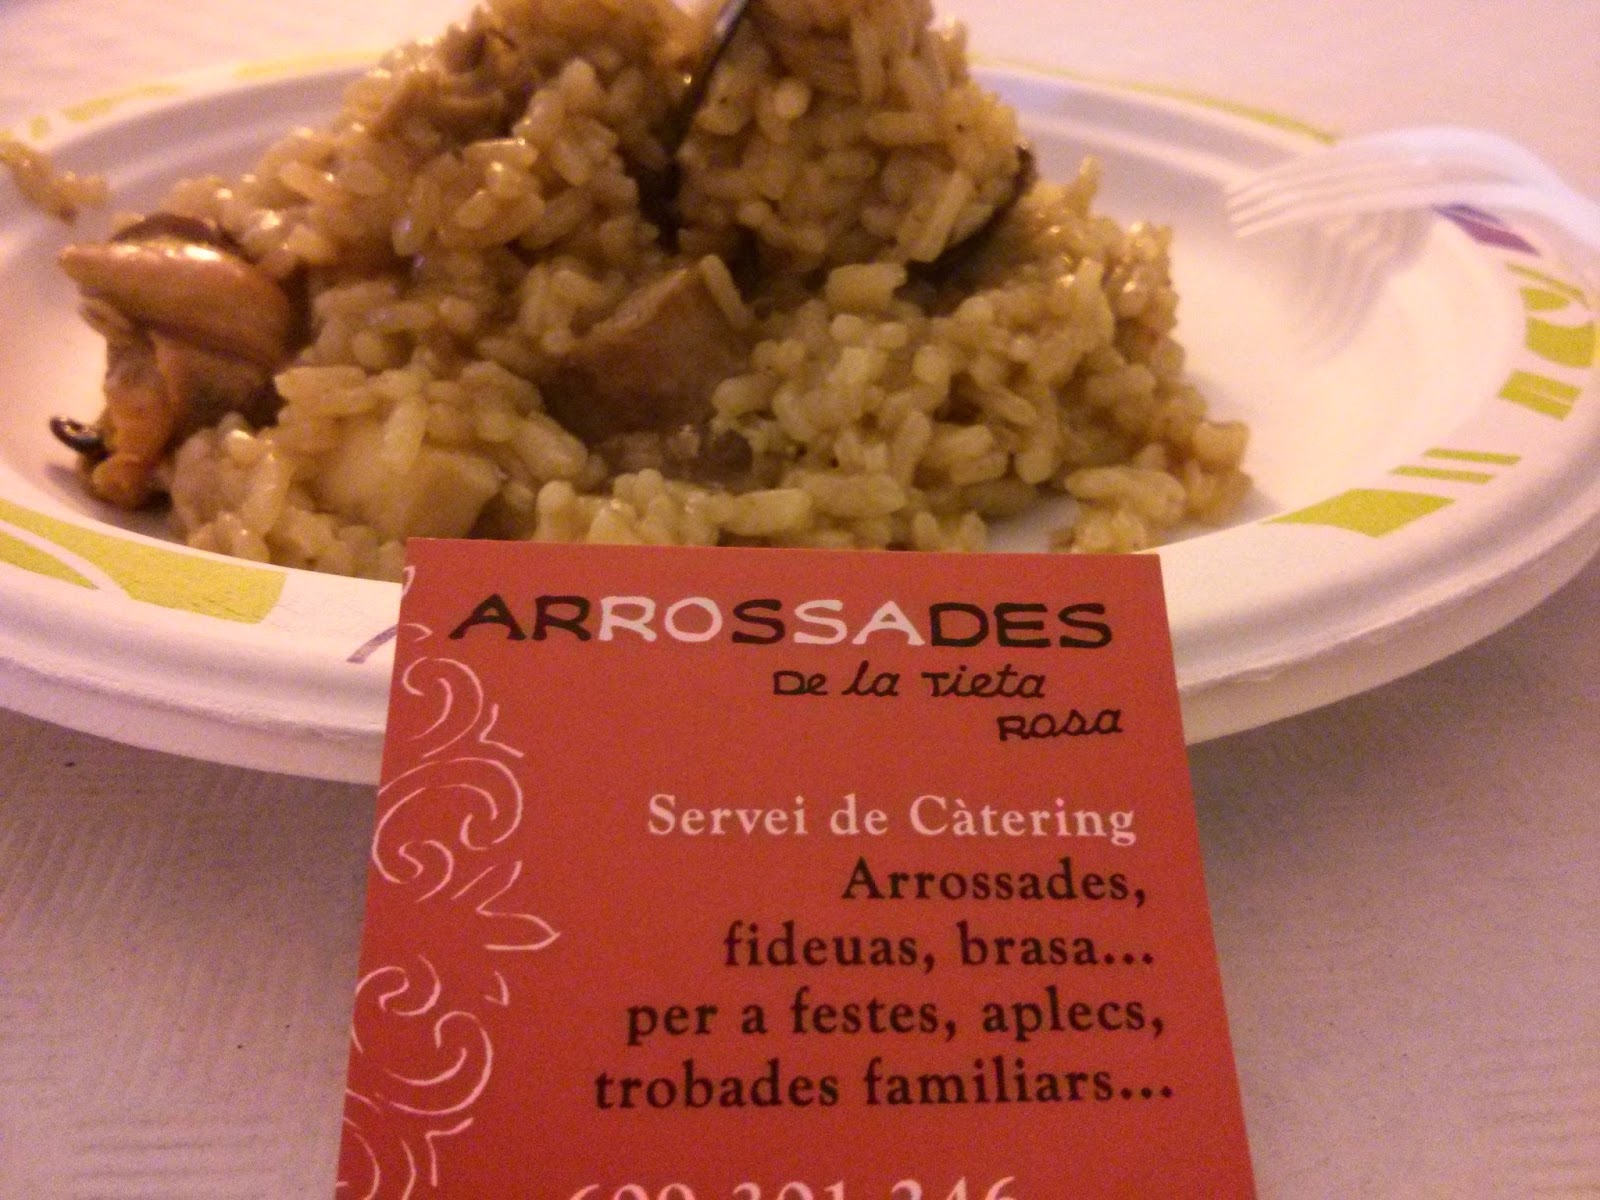 ARROSSADES
De la Tieta
Rosa
Servei de Càtering
Arrossades,
fideuas, brasa...
per a festes, aplecs,
trobades familiars...